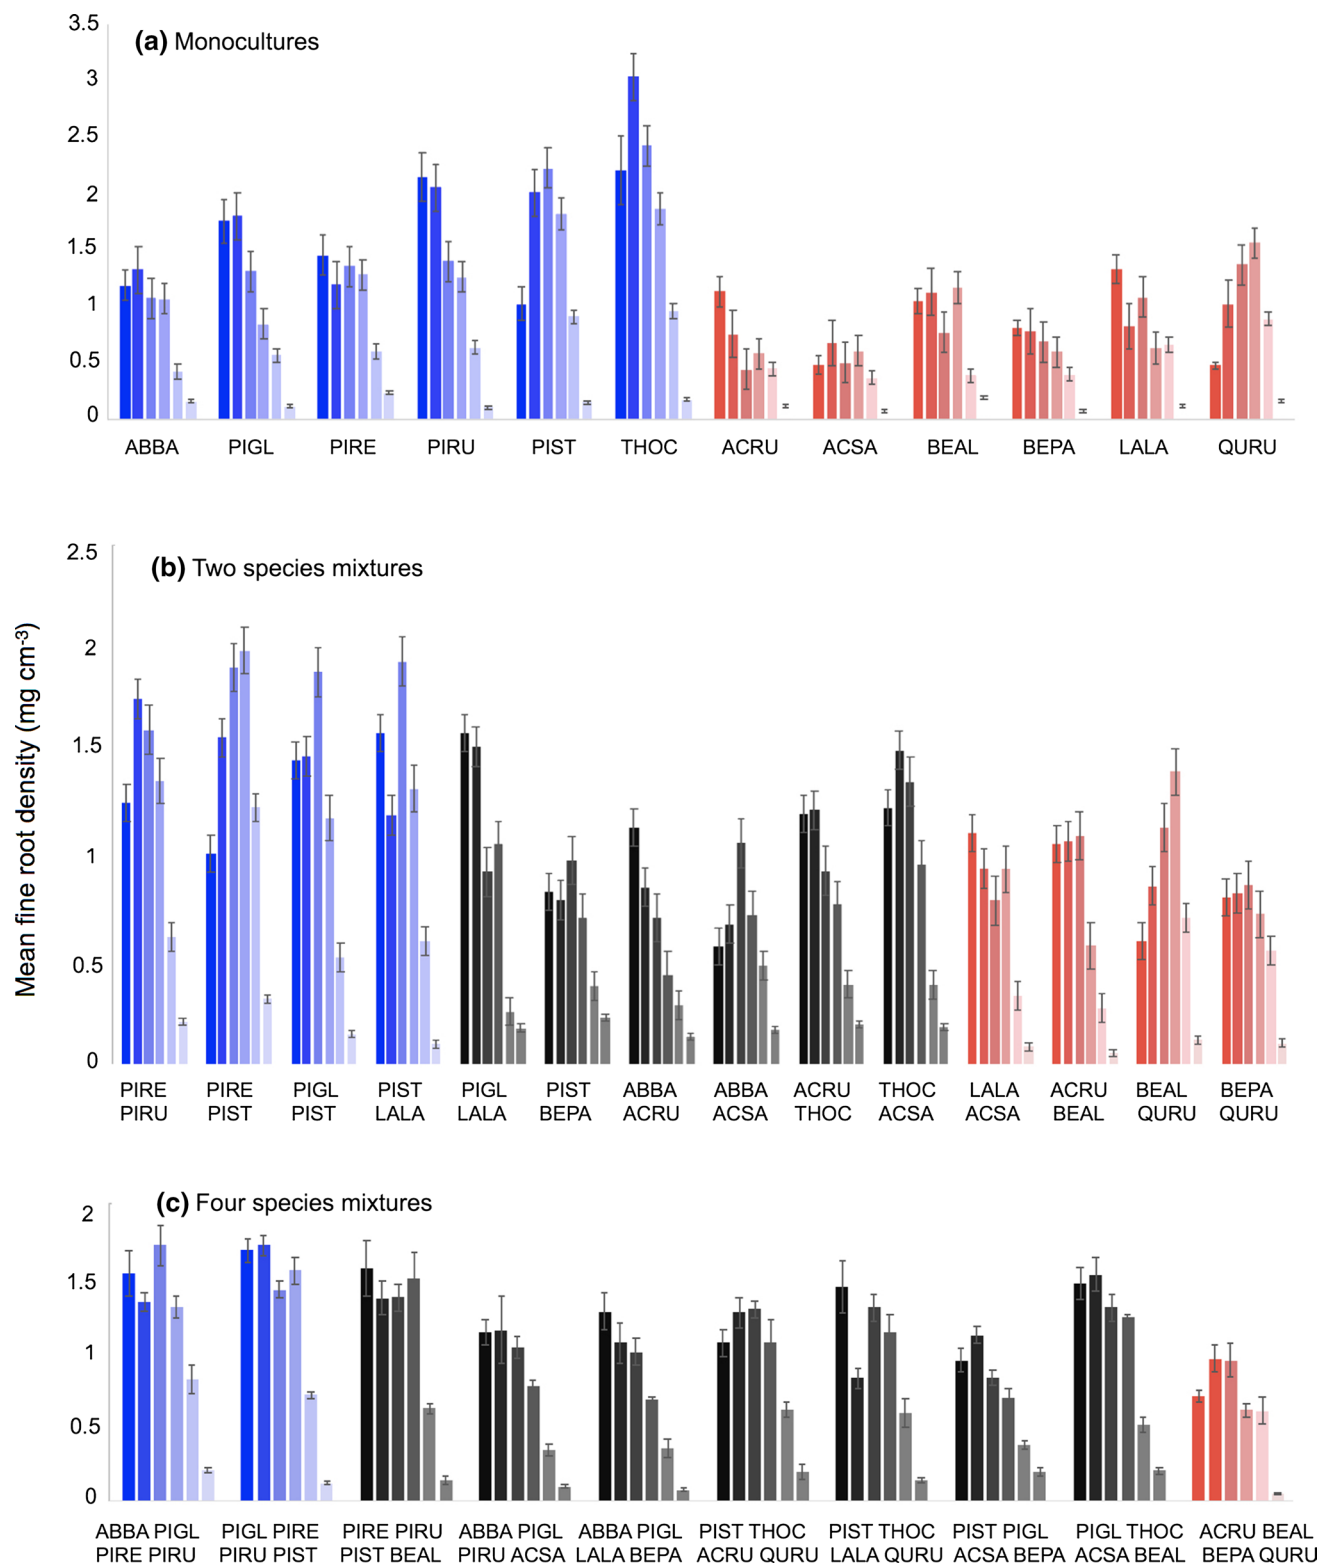 3.5
(a) Monocultures
3
2.5
2
1.5
1
0.5
0
ABBA PIGL PIRE PIRU PIST THOC ACRU ACSA BEAL BEPA LALA QURU
Mean fine root density (mg cm-3)
2.5
(b) Two species mixtures
2
1.5
1
0.5
0
PIRE PIRE PIGL PIST PIGL PIST ABBA ABBA ACRU THOC LALA ACRU BEAL BEPA
PIRU PIST PIST LALA LALA BEPA ACRU ACSA THOC ACSA ACSA BEAL QURU QURU
(c) Four species mixtures
2
1.5
1
0.5
0
ABBA PIGL PIGL PIRE PIRE PIRU ABBA PIGL ABBA PIGL PIST THOC PIST THOC PIST PIGL PIGL THOC ACRU BEAL
PIRE PIRU PIRU PIST PIST BEAL PIRU ACSA LALA BEPA ACRU QURU LALA QURU ACSA BEPA ACSA BEAL BEPA QURU